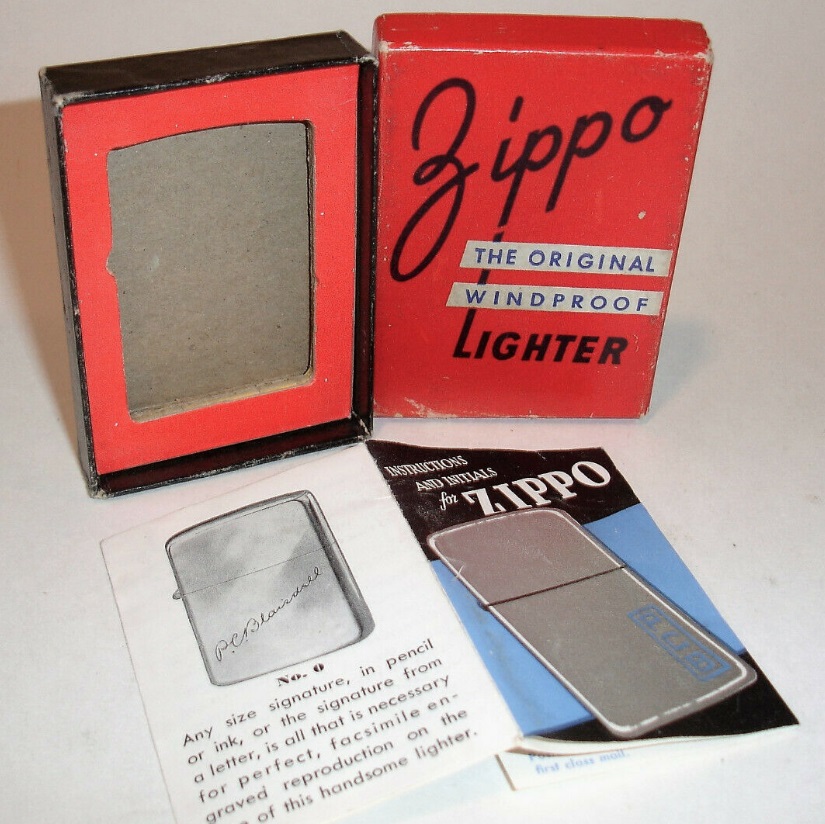 Zippo
THE ORIGINAL
WINDPROOF
LIGHTER
INSTRUCTIONS
AND INITIALS
for ZIPPO
P.C. Blaisdell
No. 0
Any size signature, in pencil
or ink, or the signature from
a letter, is all that is necessary
for perfect, facsimile en-
graved reproduction on the
of this handsome lighter.
first class mail.